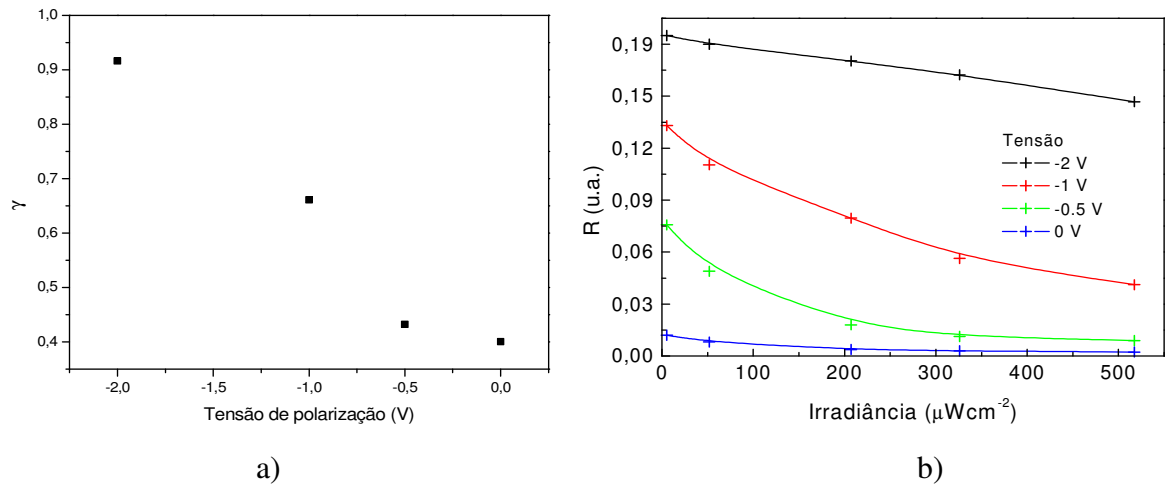 1,0
0,9
0,8
0,7
0,6
0,5
0,4
γ
-2,0 -1,5 -1,0 -0,5 0,0
Tensão de polarização (V)
a)
0,19
0,15
0,12
0,09
0,06
0,03
0,00
R (u.a.)
Tensão
-2 V
-1 V
-0.5 V
0 V
0 100 200 300 400 500
Irradiância (μWcm-2)
b)